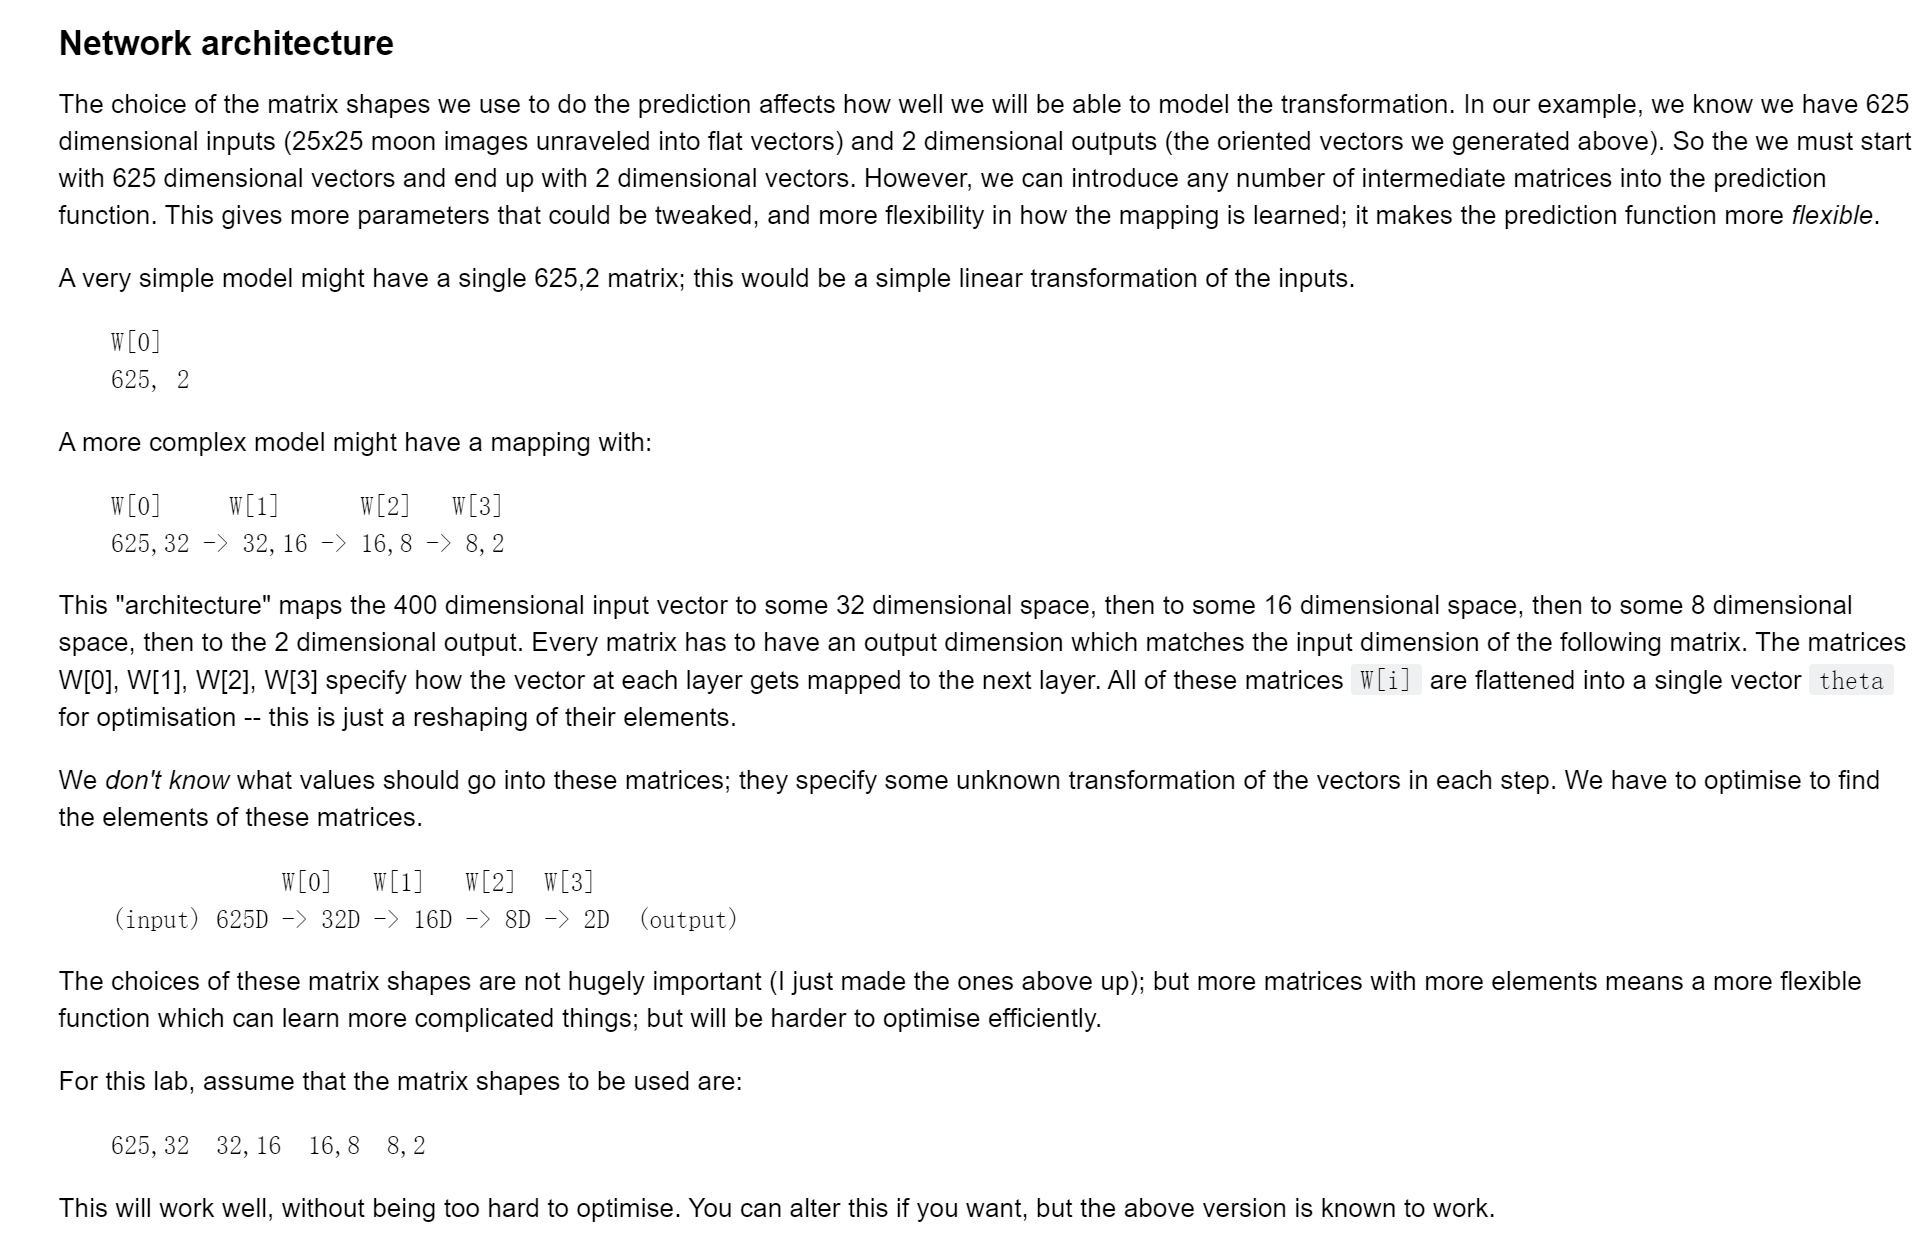 Network architecture
The choice of the matrix shapes we use to do the prediction affects how well we will be able to model the transformation. In our example, we know we have 625
dimensional inputs (25x25 moon images unraveled into flat vectors) and 2 dimensional outputs (the oriented vectors we generated above). So the we must start
with 625 dimensional vectors and end up with 2 dimensional vectors. However, we can introduce any number of intermediate matrices into the prediction
function. This gives more parameters that could be tweaked, and more flexibility in how the mapping is learned; it makes the prediction function more flexible.
A very simple model might have a single 625,2 matrix; this would be a simple linear transformation of the inputs.
W[0]
625, 2
A more complex model might have a mapping with:
W[0] W[1] W[2] W[3]
625,32 -> 32,16 -> 16,8 -> 8,2
This "architecture" maps the 400 dimensional input vector to some 32 dimensional space, then to some 16 dimensional space, then to some 8 dimensional
space, then to the 2 dimensional output. Every matrix has to have an output dimension which matches the input dimension of the following matrix. The matrices
W[0], W[1], W[2], W[3] specify how the vector at each layer gets mapped to the next layer. All of these matrices W[i] are flattened into a single vector theta
for optimisation -- this is just a reshaping of their elements.
We don't know what values should go into these matrices; they specify some unknown transformation of the vectors in each step. We have to optimise to find
the elements of these matrices.
W[0] W[1] W[2] W[3]
(input) 625D -> 32D -> 16D -> 8D -> 2D (output)
The choices of these matrix shapes are not hugely important (I just made the ones above up); but more matrices with more elements means a more flexible
function which can learn more complicated things; but will be harder to optimise efficiently.
For this lab, assume that the matrix shapes to be used are:
625,32 32,16 16,8 8,2
This will work well, without being too hard to optimise. You can alter this if you want, but the above version is known to work.